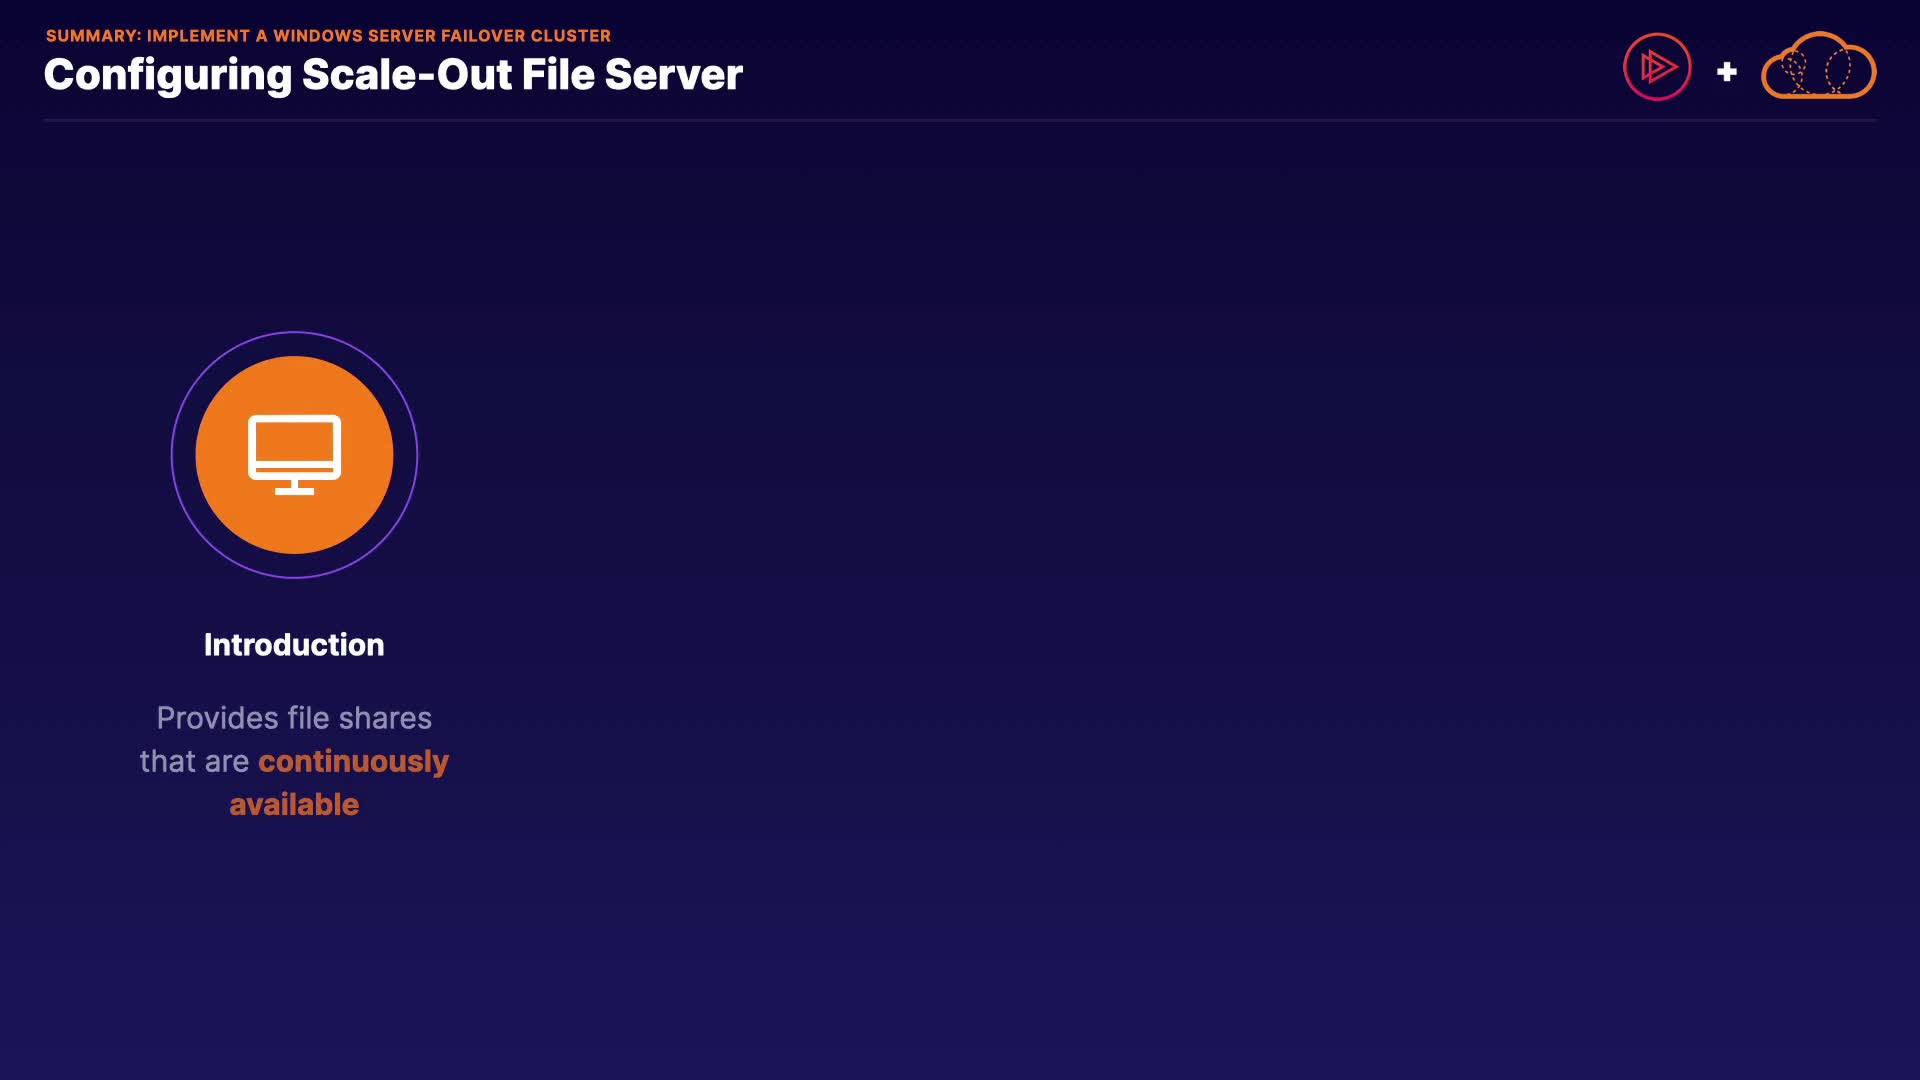 SUMMARY: IMPLEMENT A WINDOWS SERVER FAILOVER CLUSTER
Configuring Scale-Out File Server
+
Introduction
Provides file shares
that are continuously
available